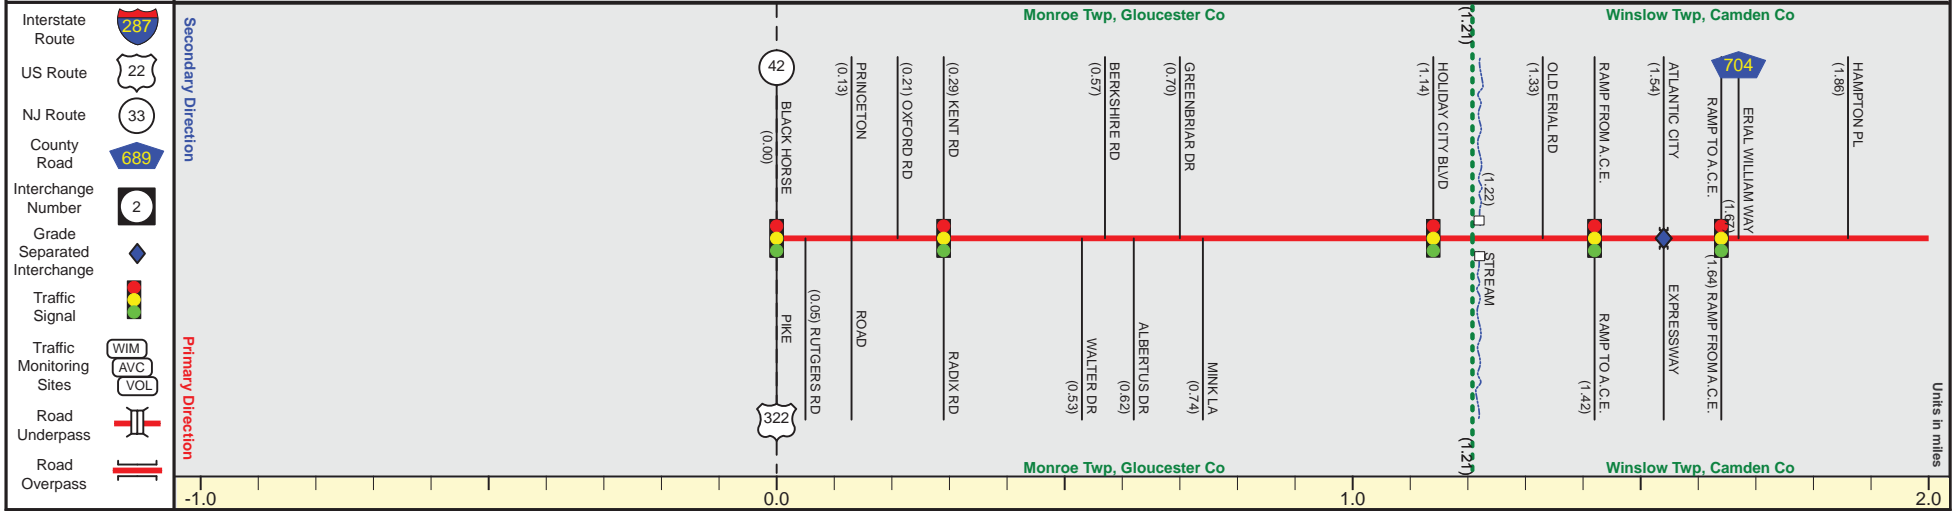 Interstate
Route
287
US Route
22
NJ Route
33
County
Road
689
Interchange
Number
2
Grade
Separated
Interchange
Traffic
Signal
Traffic
Monitoring
Sites
WIM
AVC
VOL
Road
Underpass
Road
Overpass
Secondary Direction
Primary Direction
Monroe Twp, Gloucester Co
(1.21)
Winslow Twp, Camden Co
42
BLACK HORSE
(0.00)
PIKE
322
(0.05) RUTGERS RD
PRINCETON
(0.13)
ROAD
(0.21) OXFORD RD
(0.29) KENT RD
RADIX RD
WALTER DR
(0.53)
BERKSHIRE RD
(0.57)
ALBERTUS DR
(0.62)
GREENBRIAR DR
(0.70)
MINK LA
(0.74)
HOLIDAY CITY BLVD
(1.14)
(1.22)
STREAM
OLD ERIAL RD
(1.33)
RAMP FROM A.C.E.
RAMP TO A.C.E.
(1.42)
ATLANTIC CITY
(1.54)
EXPRESSWAY
RAMP TO A.C.E.
(1.64) RAMP FROM A.C.E.
704
ERIAL WILLIAM WAY
(1.67)
HAMPTON PL
(1.86)
Units in miles
Monroe Twp, Gloucester Co
(1.21)
Winslow Twp, Camden Co
-1.0
0.0
1.0
2.0